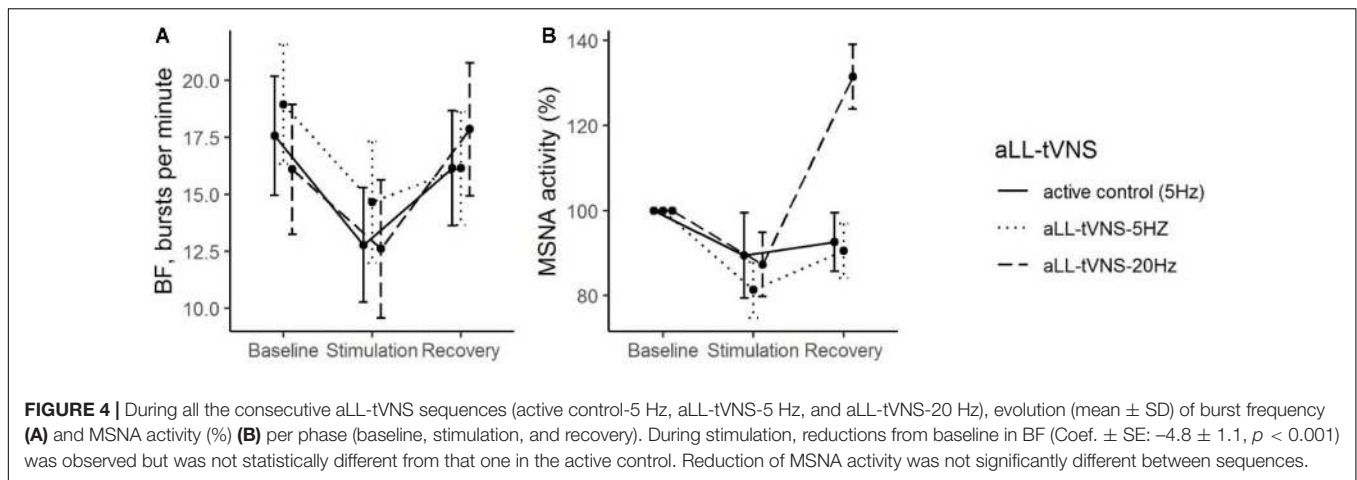 A
BF, bursts per minute
20.0
17.5
15.0
12.5
10.0
Baseline Stimulation Recovery
B
MSNA activity (%)
140
120
100
80
Baseline Stimulation Recovery
aLL-tVNS
active control (5Hz)
aLL-tVNS-5HZ
aLL-tVNS-20Hz
FIGURE 4 | During all the consecutive aLL-tVNS sequences (active control-5 Hz, aLL-tVNS-5 Hz, and aLL-tVNS-20 Hz), evolution (mean ± SD) of burst frequency
(A) and MSNA activity (%) (B) per phase (baseline, stimulation, and recovery). During stimulation, reductions from baseline in BF (Coef. ± SE: –4.8 ± 1.1, p < 0.001)
was observed but was not statistically different from that one in the active control. Reduction of MSNA activity was not significantly different between sequences.